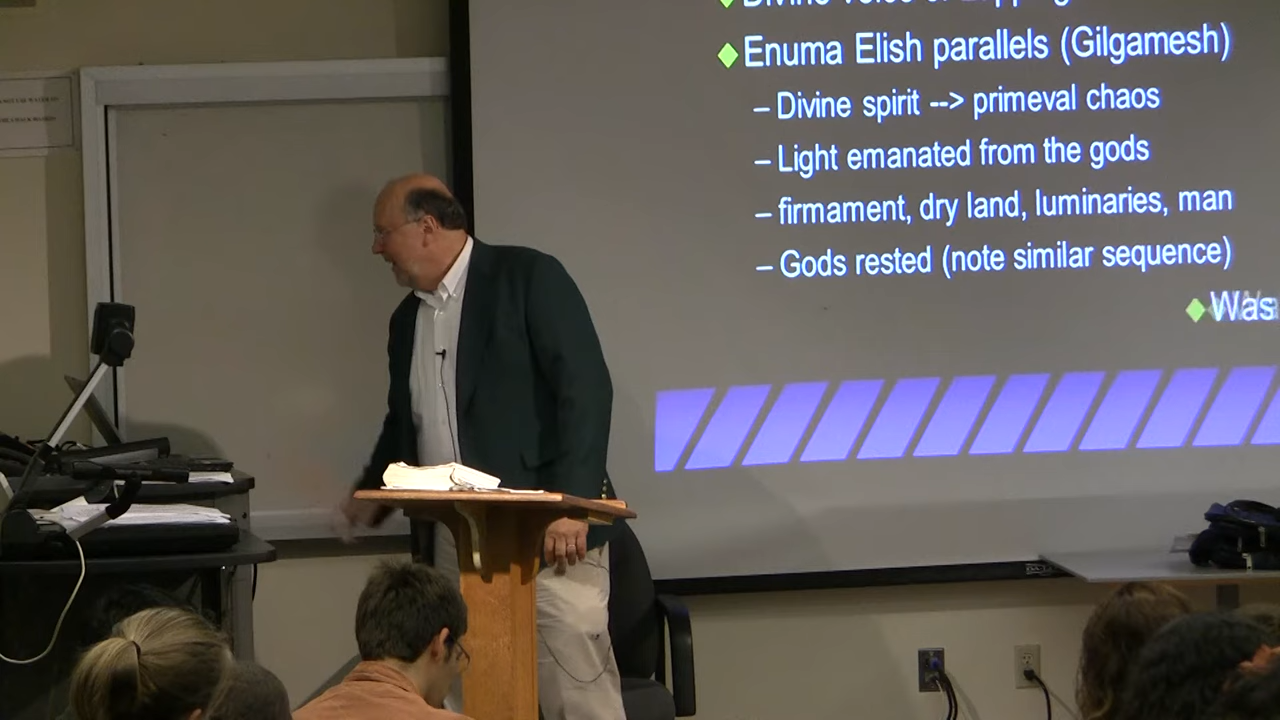 Enuma Elish parallels (Gilgamesh)
– Divine spirit --> primeval chaos
– Light emanated from the gods
– firmament, dry land, luminaries, man
– Gods rested (note similar sequence)
Was